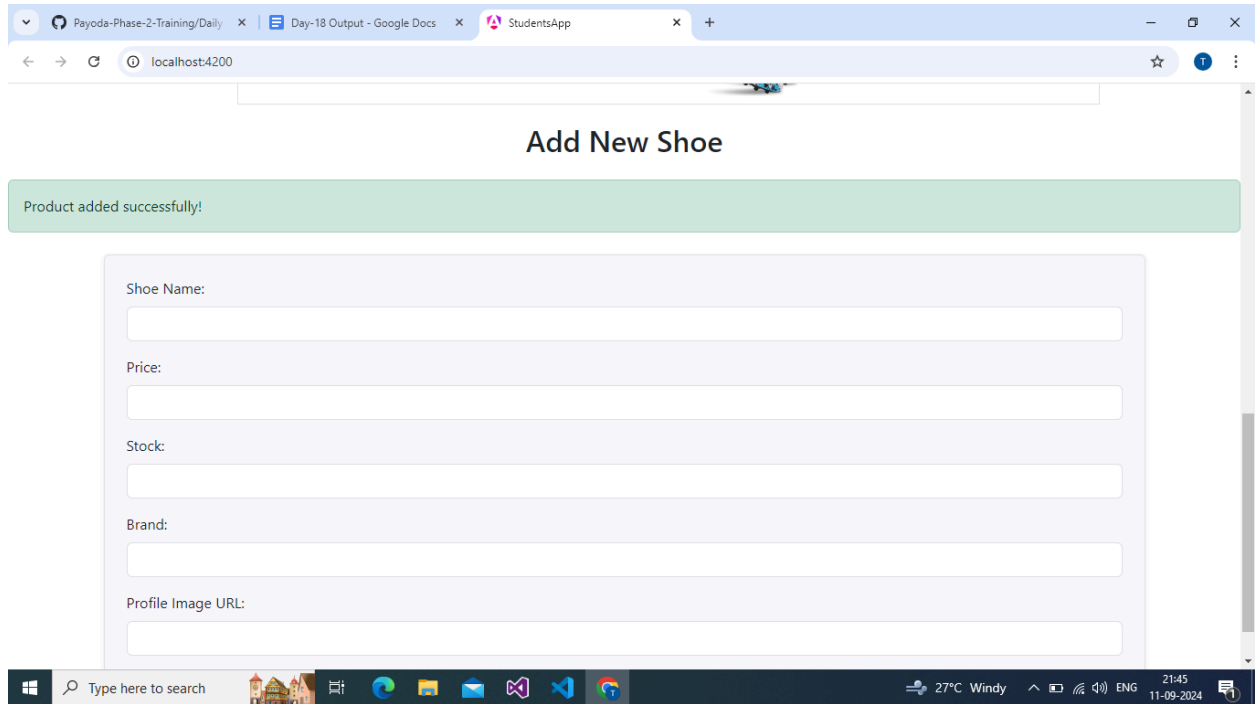 Payoda-Phase-2-Training/Daily
Day-18 Output - Google Docs
StudentsApp
localhost:4200
T
Add New Shoe
Product added successfully!
Shoe Name:
Price:
Stock:
Brand:
Profile Image URL:
Type here to search
27°C Windy
ENG
21:45
11-09-2024
1